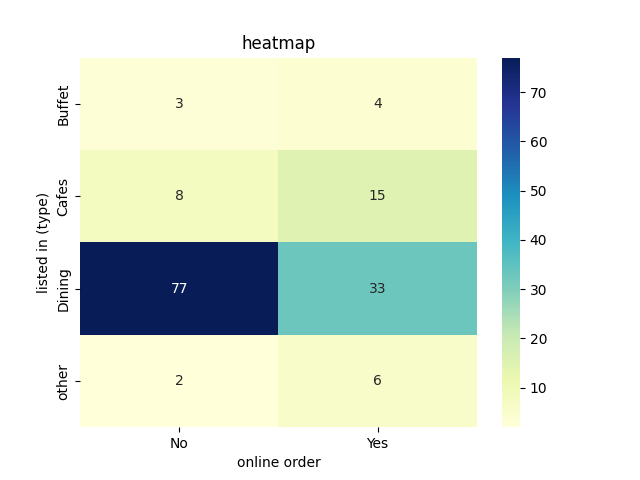 heatmap
listed in (type)
Buffet
3 4
Cafes
8 15
Dining
77 33
other
2 6
No Yes
online order
70
60
50
40
30
20
10